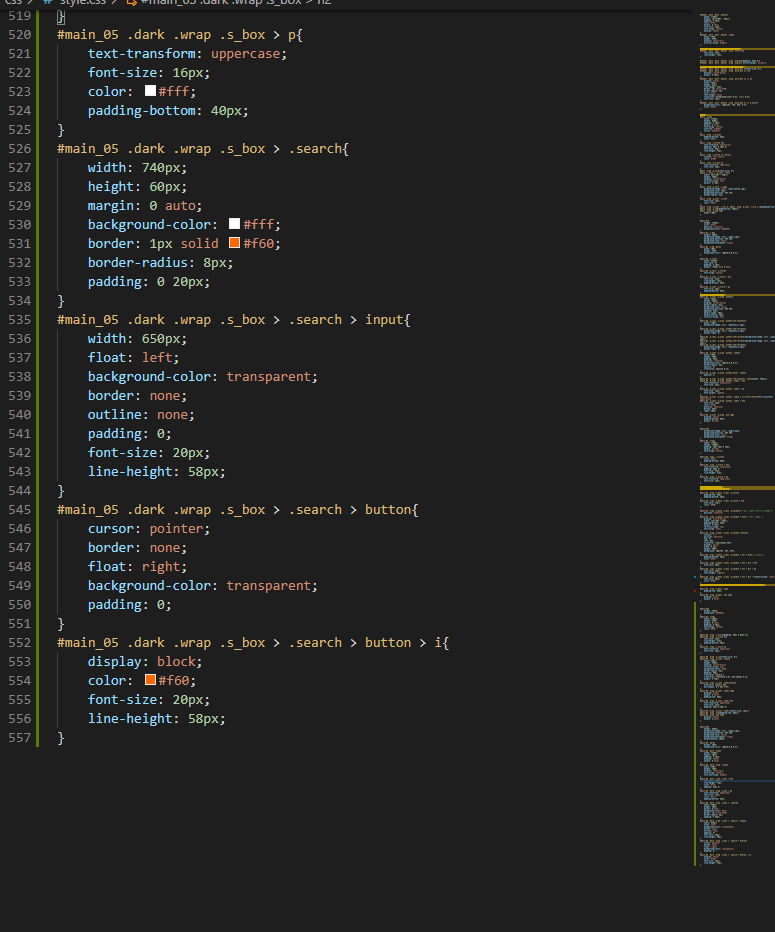 css > # style.css > #main_05 .dark .wrap .s_box > h2
519 }
520 #main_05 .dark .wrap .s_box > p{
521 text-transform: uppercase;
522 font-size: 16px;
523 color: #fff;
524 padding-bottom: 40px;
525 }
526 #main_05 .dark .wrap .s_box > .search{
527 width: 740px;
528 height: 60px;
529 margin: 0 auto;
530 background-color: #fff;
531 border: 1px solid #f60;
532 border-radius: 8px;
533 padding: 0 20px;
534 }
535 #main_05 .dark .wrap .s_box > .search > input{
536 width: 650px;
537 float: left;
538 background-color: transparent;
539 border: none;
540 outline: none;
541 padding: 0;
542 font-size: 20px;
543 line-height: 58px;
544 }
545 #main_05 .dark .wrap .s_box > .search > button{
546 cursor: pointer;
547 border: none;
548 float: right;
549 background-color: transparent;
550 padding: 0;
551 }
552 #main_05 .dark .wrap .s_box > .search > button > i{
553 display: block;
554 color: #f60;
555 font-size: 20px;
556 line-height: 58px;
557 }